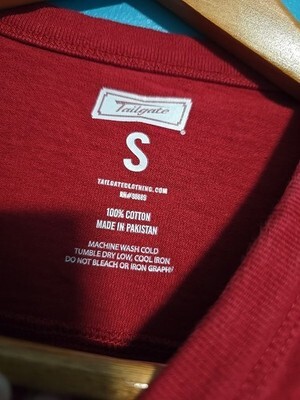 Tailgate
®
S
TAILGATECLOTHING.COM
100% COTTON
MADE IN PAKISTAN
MACHINE WASH COLD
TUMBLE DRY LOW, COOL IRON
DO NOT BLEACH OR IRON GRAPHIC